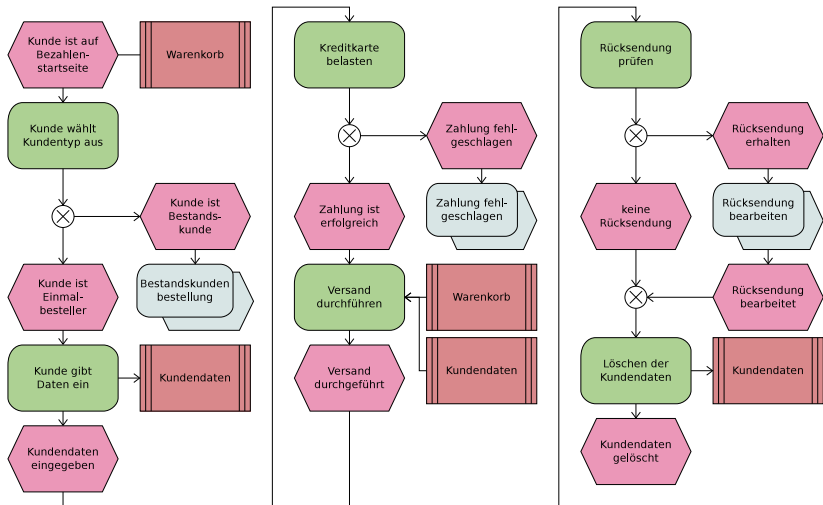 Kunde ist auf
Bezahlen-
startseite
Warenkorb
Kunde wählt
Kundentyp aus
Kunde ist
Bestands-
kunde
Kunde ist
Einmal-
besteller
Bestandskunden
bestellung
Kunde gibt
Daten ein
Kundendaten
Kundendaten
eingegeben
Kreditkarte
belasten
Zahlung fehl-
geschlagen
Zahlung ist
erfolgreich
Zahlung fehl-
geschlagen
Versand
durchführen
Warenkorb
Kundendaten
Versand
durchgeführt
Rücksendung
prüfen
Rücksendung
erhalten
keine
Rücksendung
Rücksendung
bearbeiten
Rücksendung
bearbeitet
Löschen der
Kundendaten
Kundendaten
Kundendaten
gelöscht